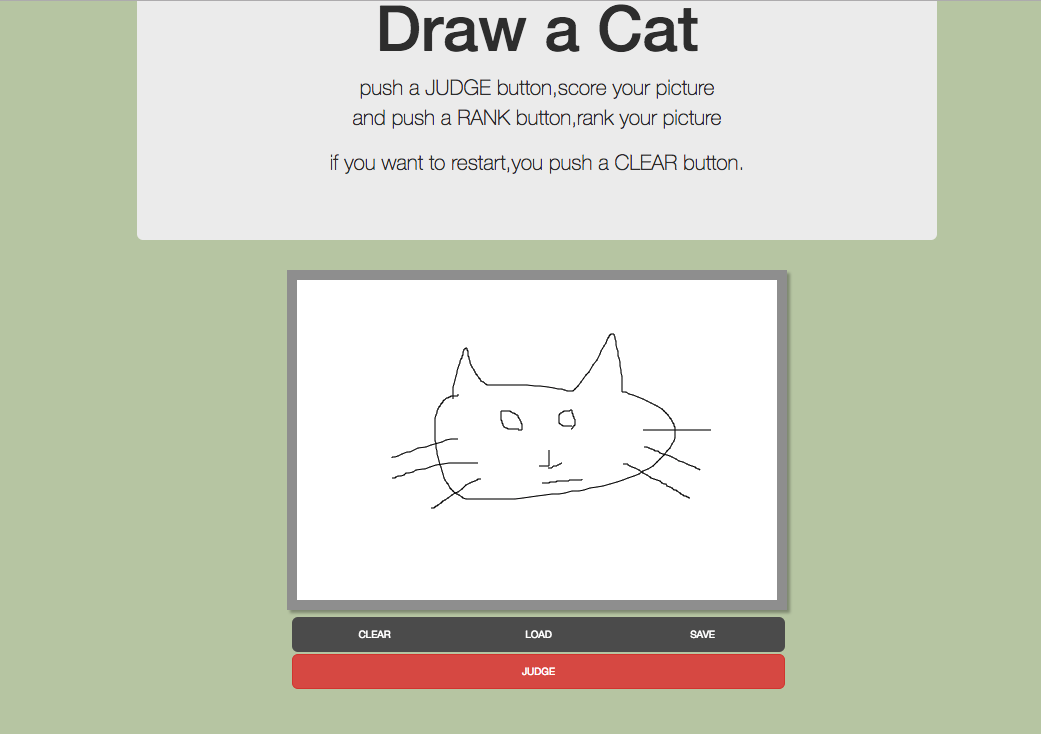 Draw a Cat
push a JUDGE button,score your picture
and push a RANK button,rank your picture
if you want to restart,you push a CLEAR button.
CLEAR LOAD SAVE
JUDGE